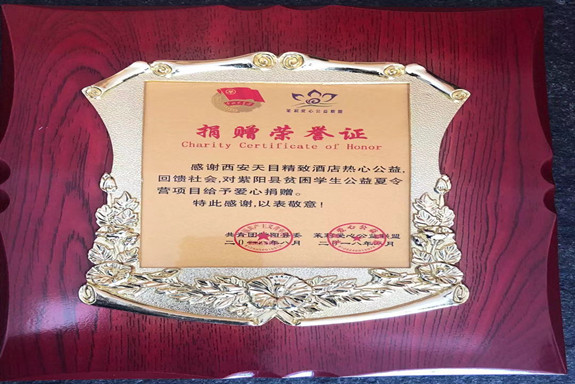 茉彩爱心公益联盟
捐赠荣誉证
Charity Certificate of Honor
感谢西安天目精致酒店热心公益,
回馈社会,对紫阳县贫困学生公益夏令
营项目给予爱心捐赠。
特此感谢,以表敬意!
共青团紫阳县委 茉彩爱心公益联盟
二〇一八年八月 二〇一八年八月